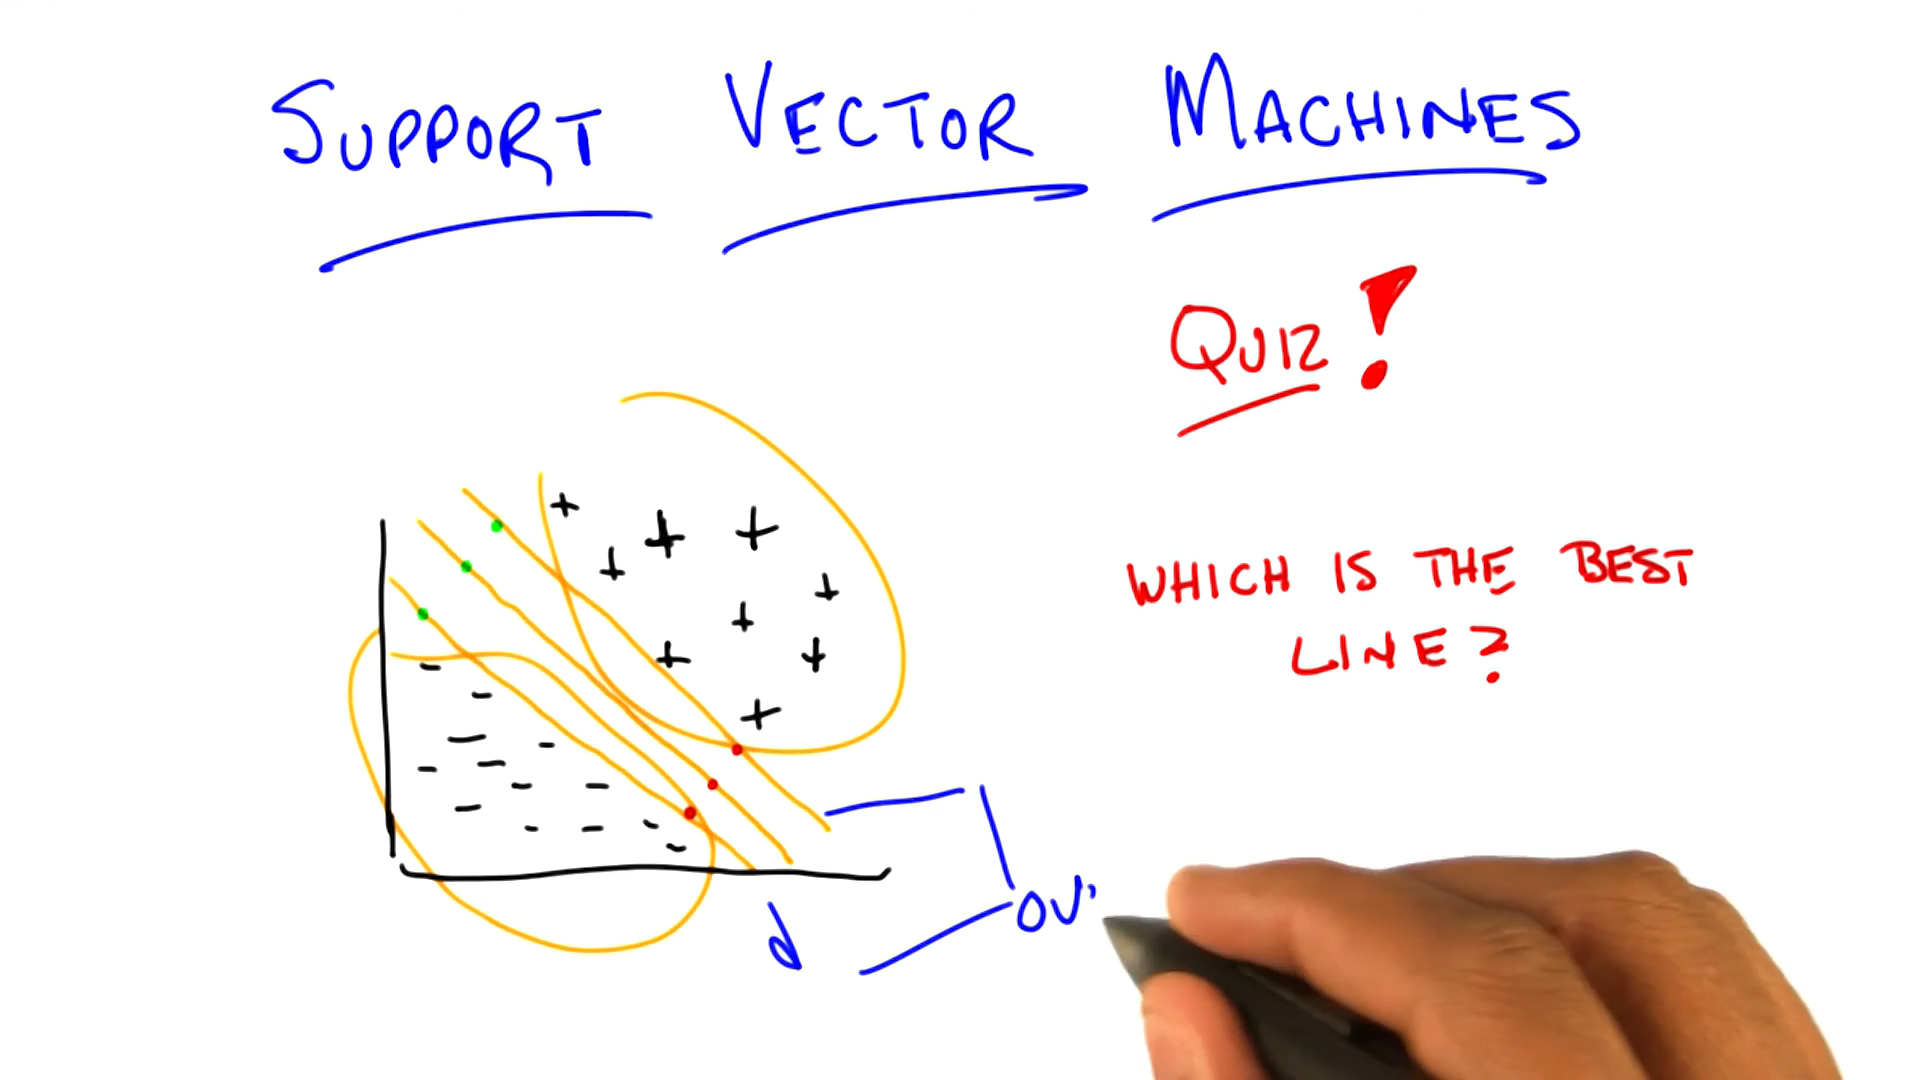 SUPPORT VECTOR MACHINES
QUIZ!
WHICH IS THE BEST
LINE?